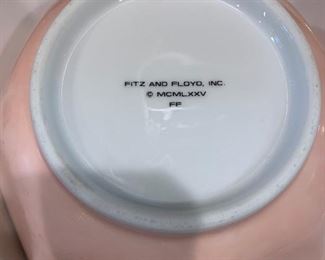 FITZ AND FLOYD, INC.
© MCMLXXV
FF